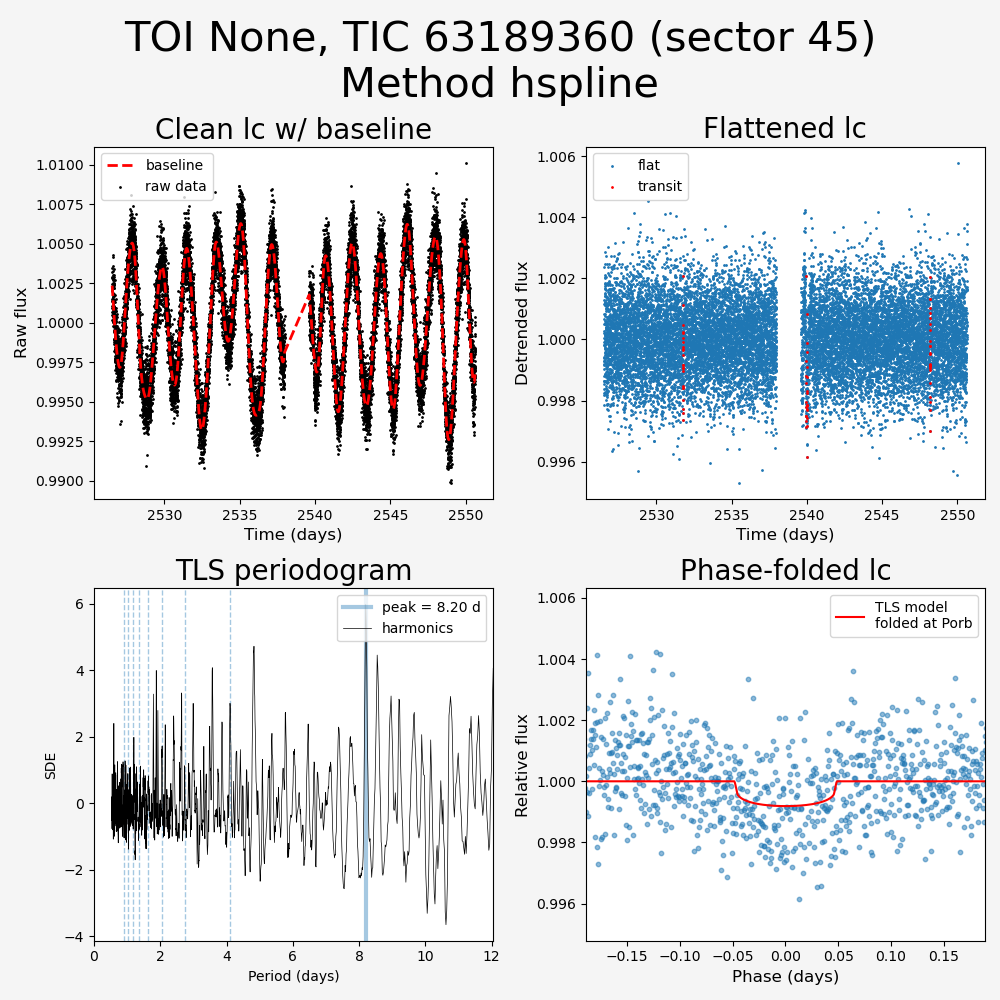 TOI None, TIC 63189360 (sector 45)
Method hspline
Clean lc w/ baseline
baseline
raw data
1.0100
1.0075
1.0050
1.0025
1.0000
0.9975
0.9950
0.9925
0.9900
Raw flux
2530
2535
2540
2545
2550
Time (days)
Flattened lc
flat
transit
1.006
1.004
1.002
1.000
0.998
0.996
Detrended flux
2530
2535
2540
2545
2550
Time (days)
TLS periodogram
peak = 8.20 d
harmonics
6
4
2
0
−2
−4
SDE
0
2
4
6
8
10
12
Period (days)
Phase-folded lc
TLS model
folded at Porb
1.006
1.004
1.002
1.000
0.998
0.996
Relative flux
−0.15
−0.10
−0.05
0.00
0.05
0.10
0.15
Phase (days)